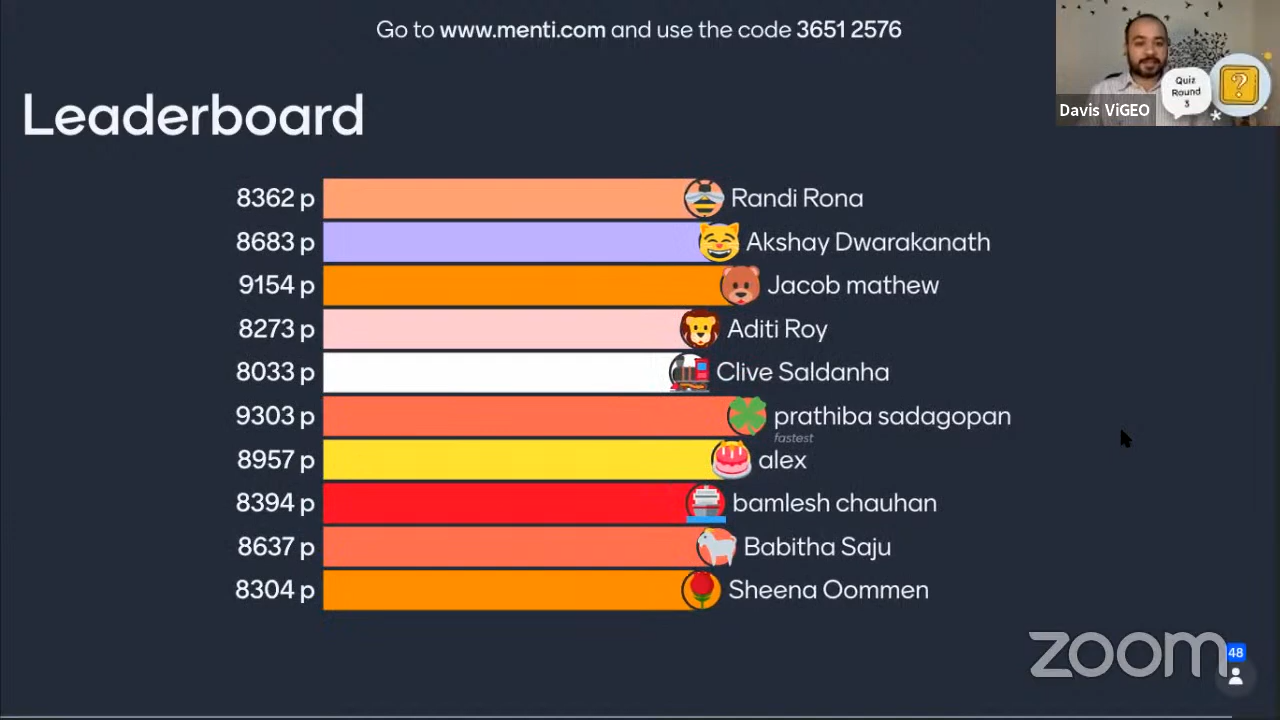 Go to www.menti.com and use the code 3651 2576
Quiz
Round
3
Davis ViGEO
Leaderboard
8362 p Randi Rona
8683 p Akshay Dwarakanath
9154 p Jacob mathew
8273 p Aditi Roy
8033 p Clive Saldanha
9303 p prathiba sadagopan
fastest
8957 p alex
8394 p bamlesh chauhan
8637 p Babitha Saju
8304 p Sheena Oommen
zoom
48